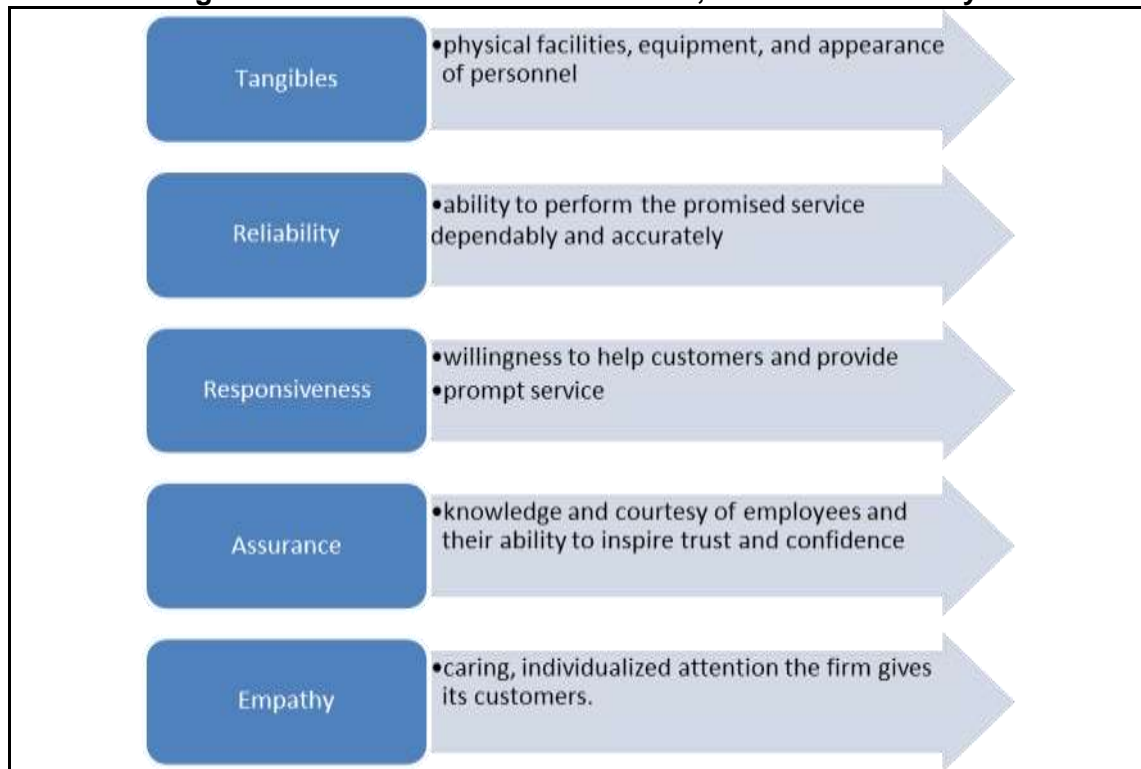 Tangibles
•physical facilities, equipment, and appearance
of personnel
Reliability
•ability to perform the promised service
dependably and accurately
Responsiveness
•willingness to help customers and provide
•prompt service
Assurance
•knowledge and courtesy of employees and
their ability to inspire trust and confidence
Empathy
•caring, individualized attention the firm gives
its customers.